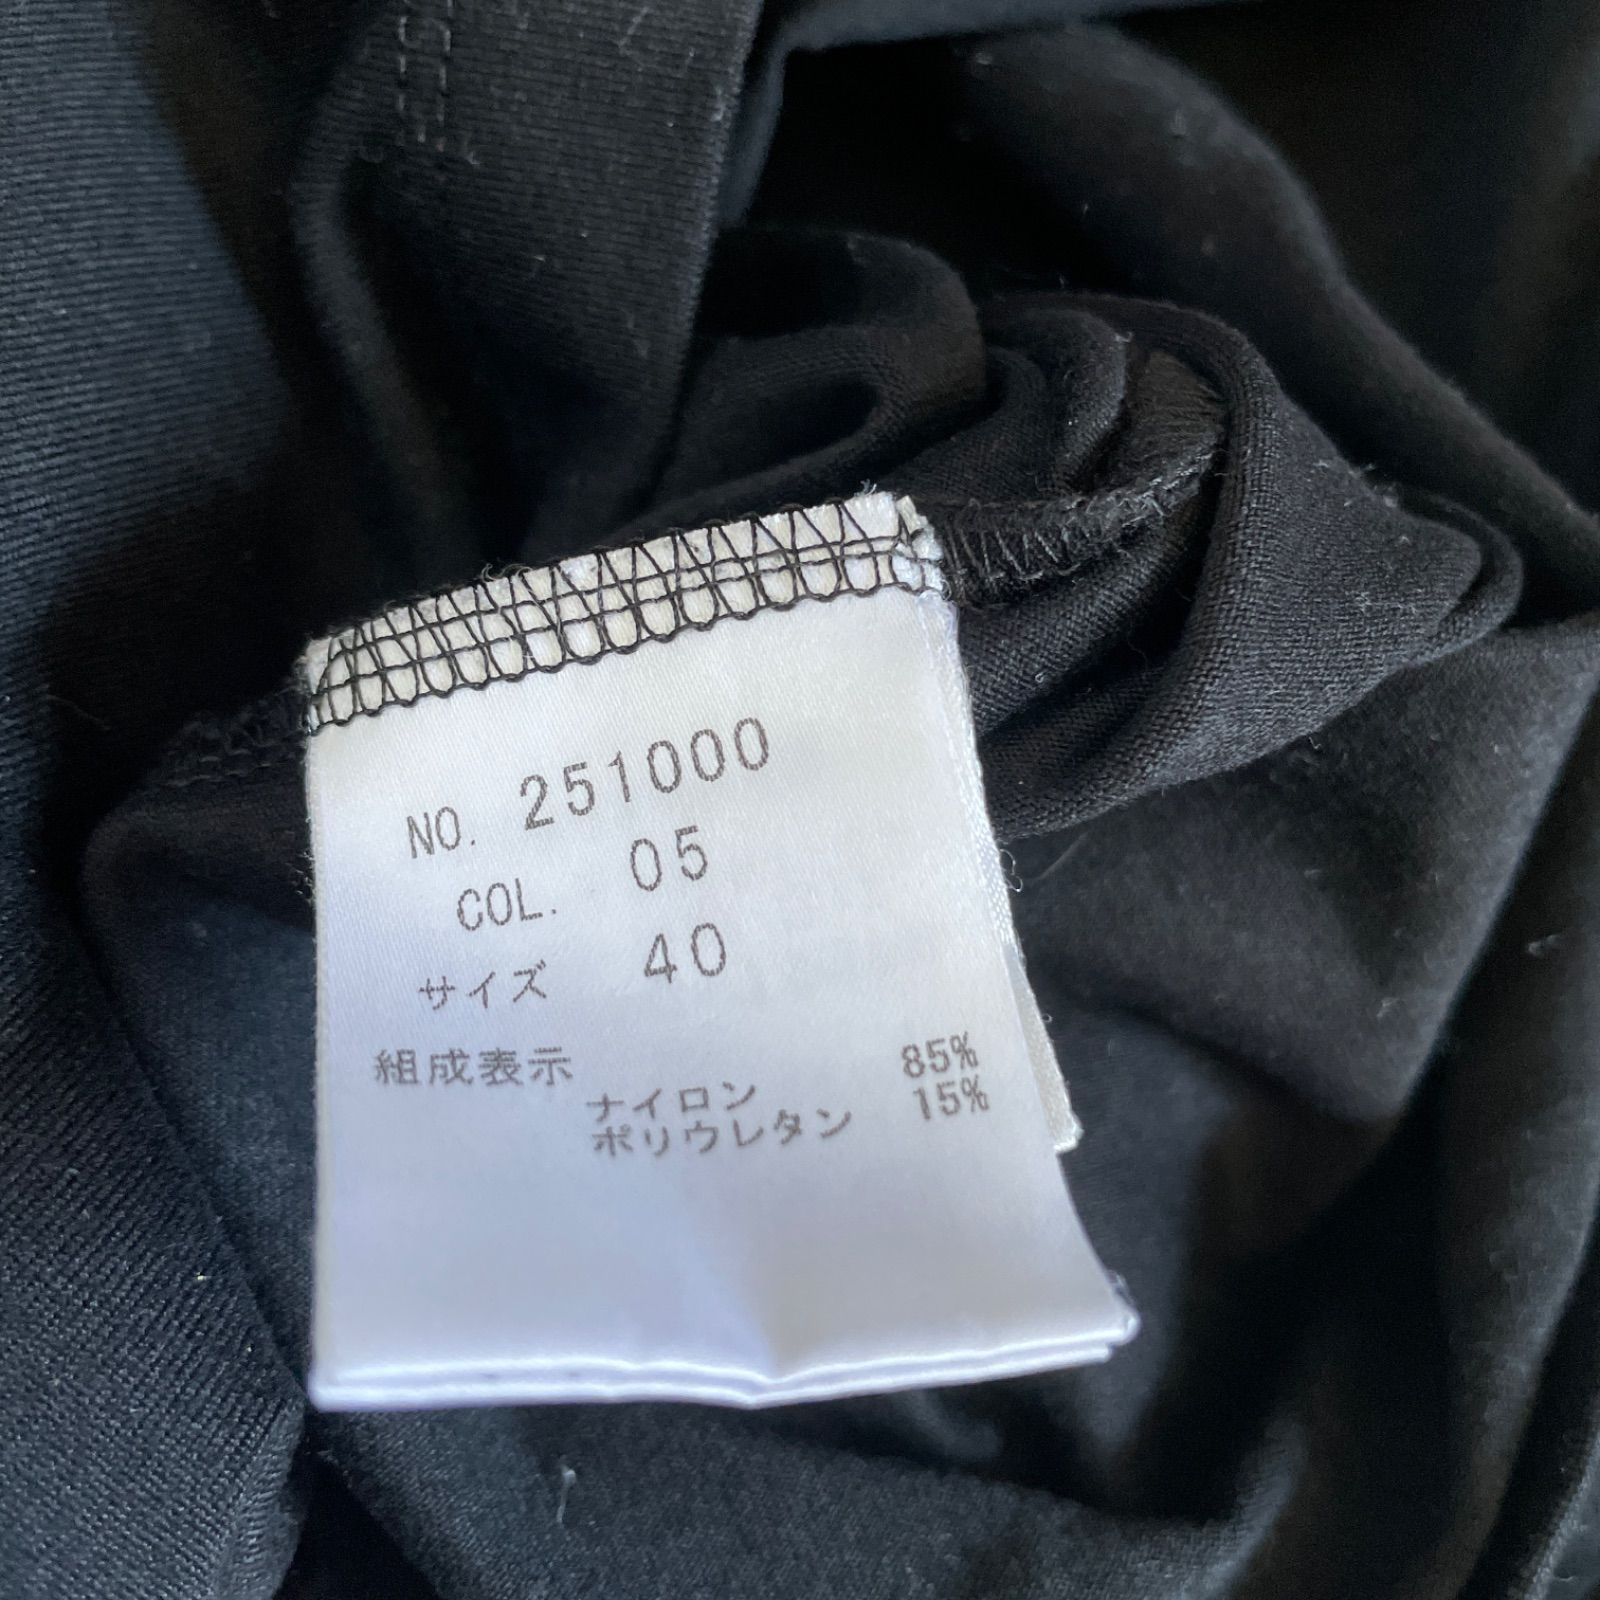 NO. 251000
COL. 05
サイズ 40
組成表示
ナイロン 85%
ポリウレタン 15%